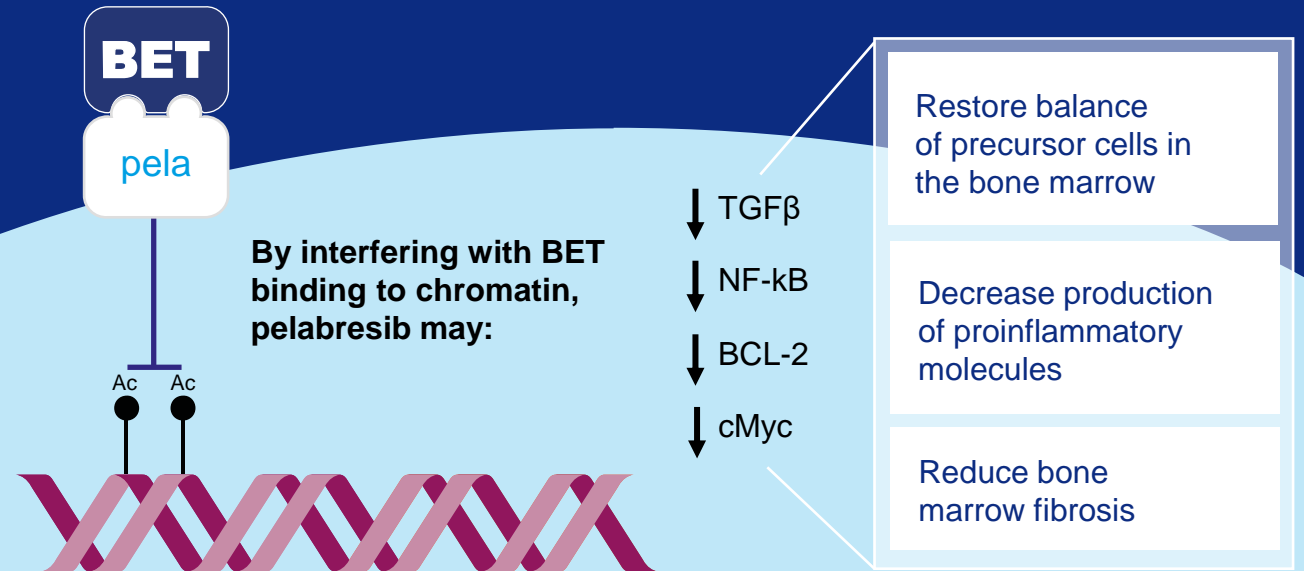 BET
pela
By interfering with BET
binding to chromatin,
pelabresib may:
Ac Ac
TGFβ
NF-kB
BCL-2
cMyc
Restore balance
of precursor cells in
the bone marrow
Decrease production
of proinflammatory
molecules
Reduce bone
marrow fibrosis